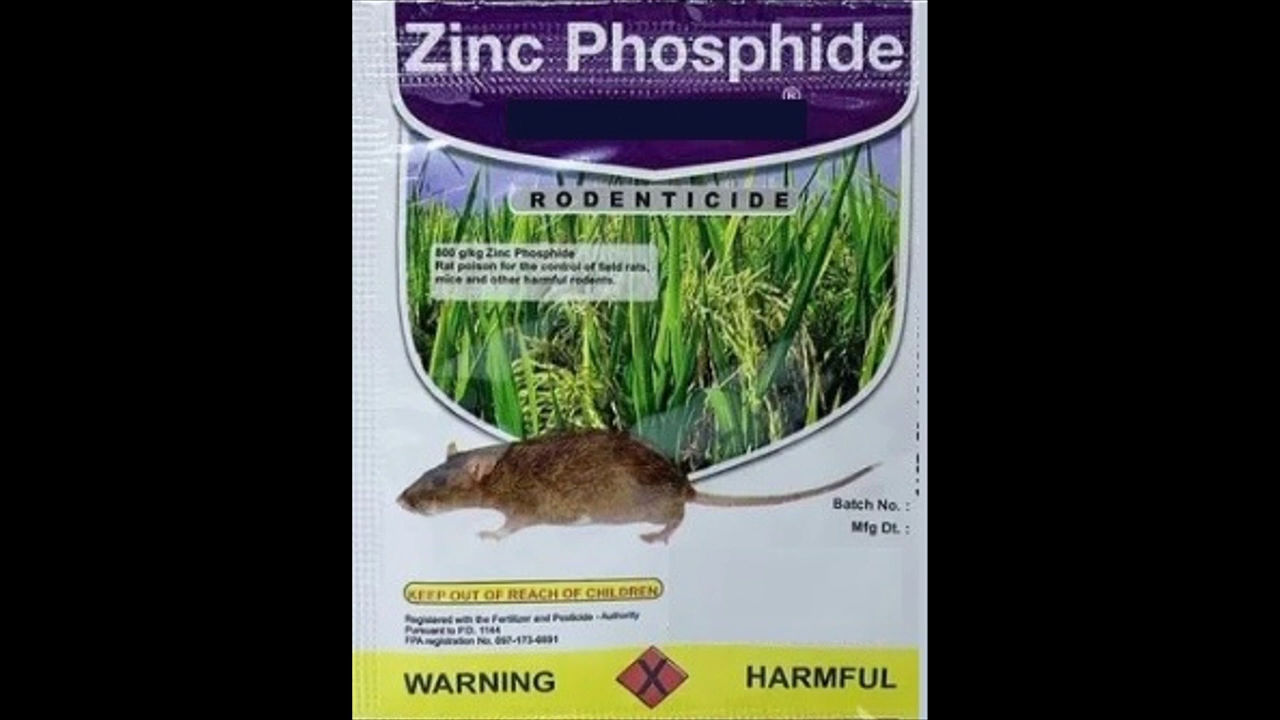 Zinc Phosphide
®
RODENTICIDE
800 g/kg Zinc Phosphide
Rat poison for the control of field rats,
mice and other harmful rodents.
Batch No. :
Mfg Dt. :
KEEP OUT OF REACH OF CHILDREN
Registered with the Fertilizer and Pesticide - Authority
Pursuant to P.D. 1144
FPA registration No.
WARNING
X
HARMFUL